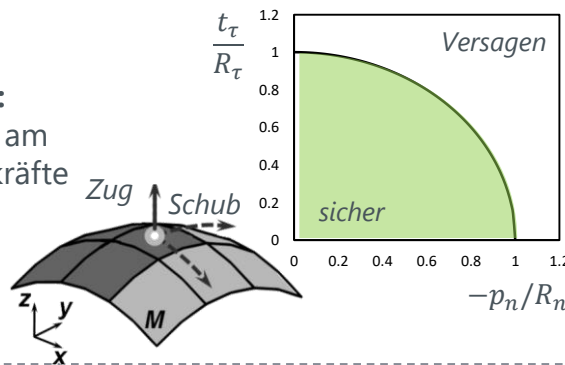 :
am
kräfte
Zug
Schub
M
z
y
x
t_τ
R_τ
1.2
1
0.8
0.6
0.4
0.2
0
Versagen
sicher
0 0.2 0.4 0.6 0.8 1 1.2
−p_n/R_n